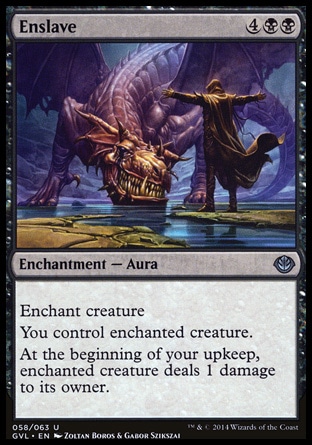 Enslave 4
Enchantment — Aura
Enchant creature
You control enchanted creature.
At the beginning of your upkeep,
enchanted creature deals 1 damage
to its owner.
058/063 U
GVL • EN Zoltan Boros & Gabor Szikszai
™ & © 2014 Wizards of the Coast